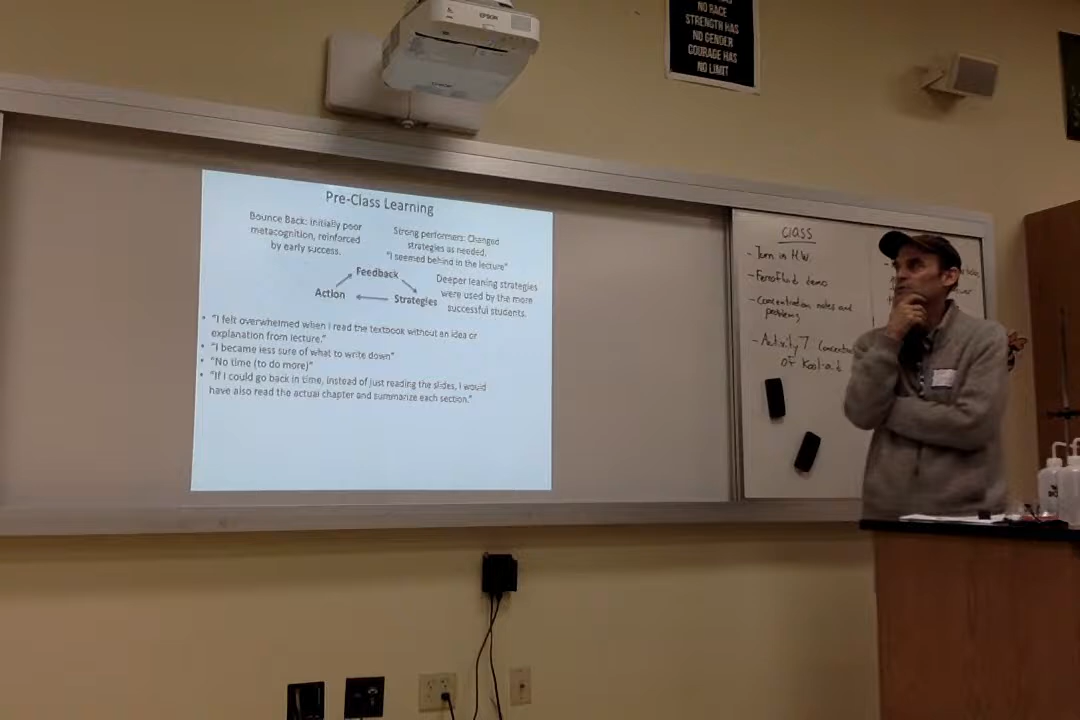 EPSON
NO RACE
STRENGTH HAS
NO GENDER
COURAGE HAS
NO LIMIT
Pre-Class Learning
Bounce Back: Initially poor
metacognition, reinforced
by early success.
Strong performers: Changed
strategies as needed.
"I seemed behind in the lecture"
Feedback
Action
Strategies
Deeper leaning strategies
were used by the more
successful students.
• "I felt overwhelmed when I read the textbook without an idea or
explanation from lecture."
• "I became less sure of what to write down"
• "No time (to do more)"
• "If I could go back in time, instead of just reading the slides, I would
have also read the actual chapter and summarize each section."
CLASS
- Turn in H.W.
- Ferrofluid demo
- Concentration notes and
problems
- Activity 7 Concentra
of Kool-aid